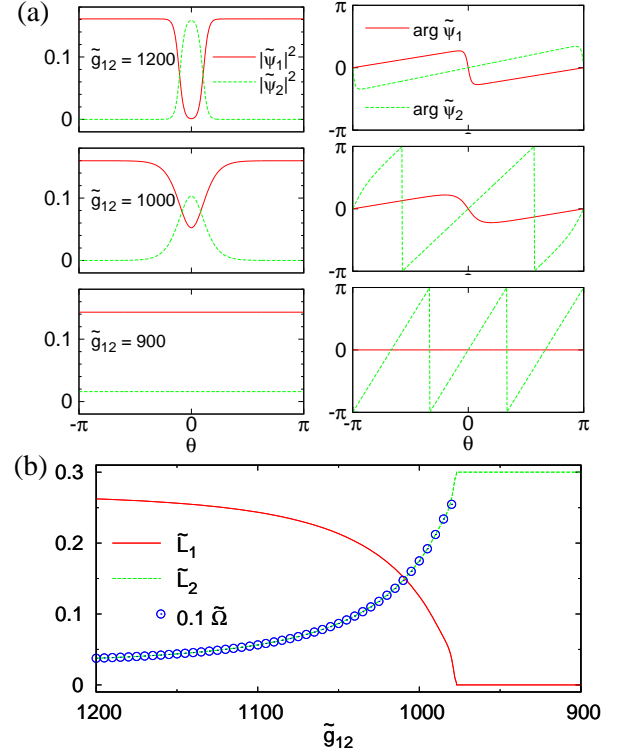 (a)
0.1
0
g̃12 = 1200
|ψ̃1|²
|ψ̃2|²
π
0
-π
arg ψ̃1
arg ψ̃2
0.1
0
g̃12 = 1000
π
0
-π
0.1
0
g̃12 = 900
-π 0 π
θ
π
0
-π
-π 0 π
θ
(b)
0.3
0.2
0.1
0
L̃1
L̃2
0.1 Ω̃
1200 1100 1000 900
g̃12